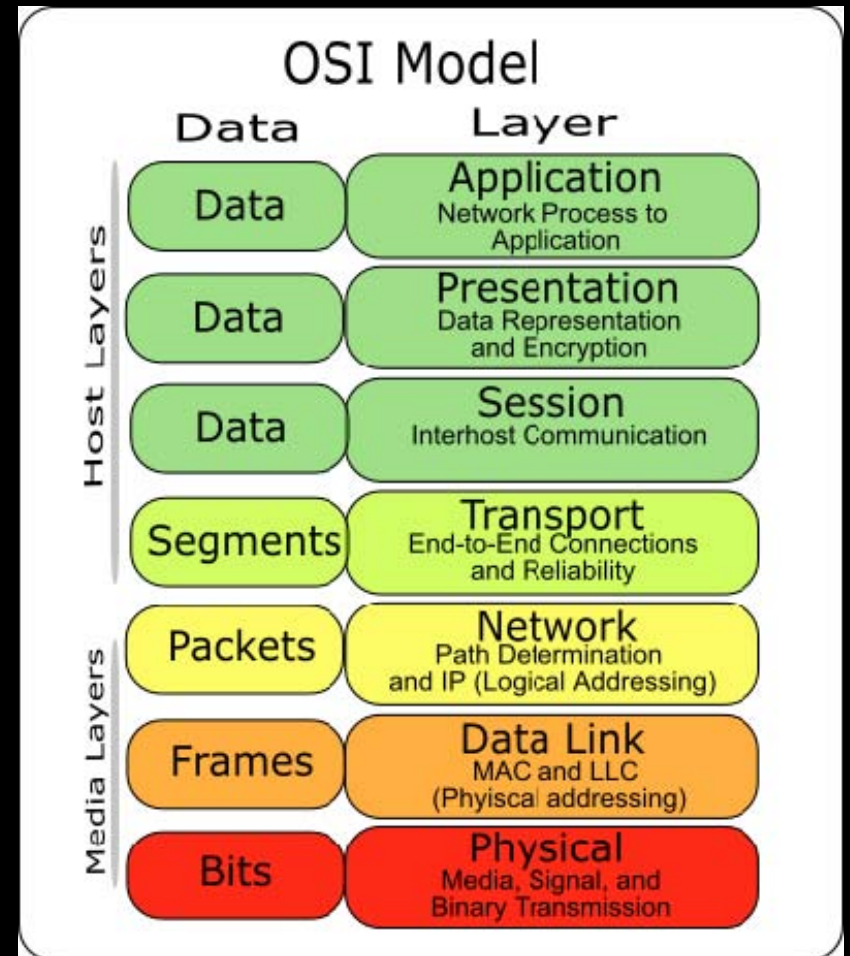 OSI Model
Data
Layer
Host Layers
Data
Application
Network Process to
Application
Data
Presentation
Data Representation
and Encryption
Data
Session
Interhost Communication
Segments
Transport
End-to-End Connections
and Reliability
Media Layers
Packets
Network
Path Determination
and IP (Logical Addressing)
Frames
Data Link
MAC and LLC
(Phyiscal addressing)
Bits
Physical
Media, Signal, and
Binary Transmission